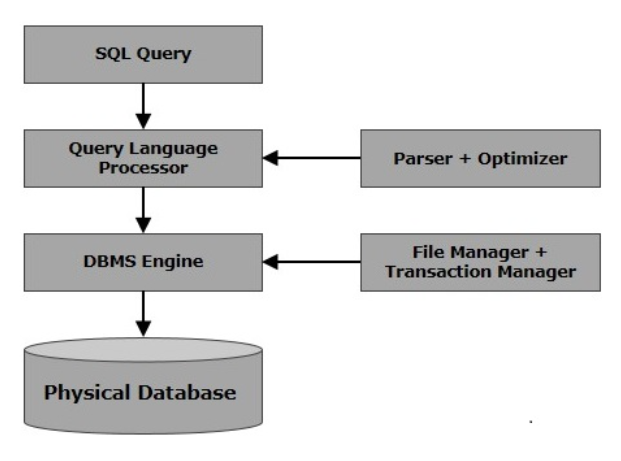 SQL Query
Query Language
Processor
Parser + Optimizer
DBMS Engine
File Manager +
Transaction Manager
Physical Database
.